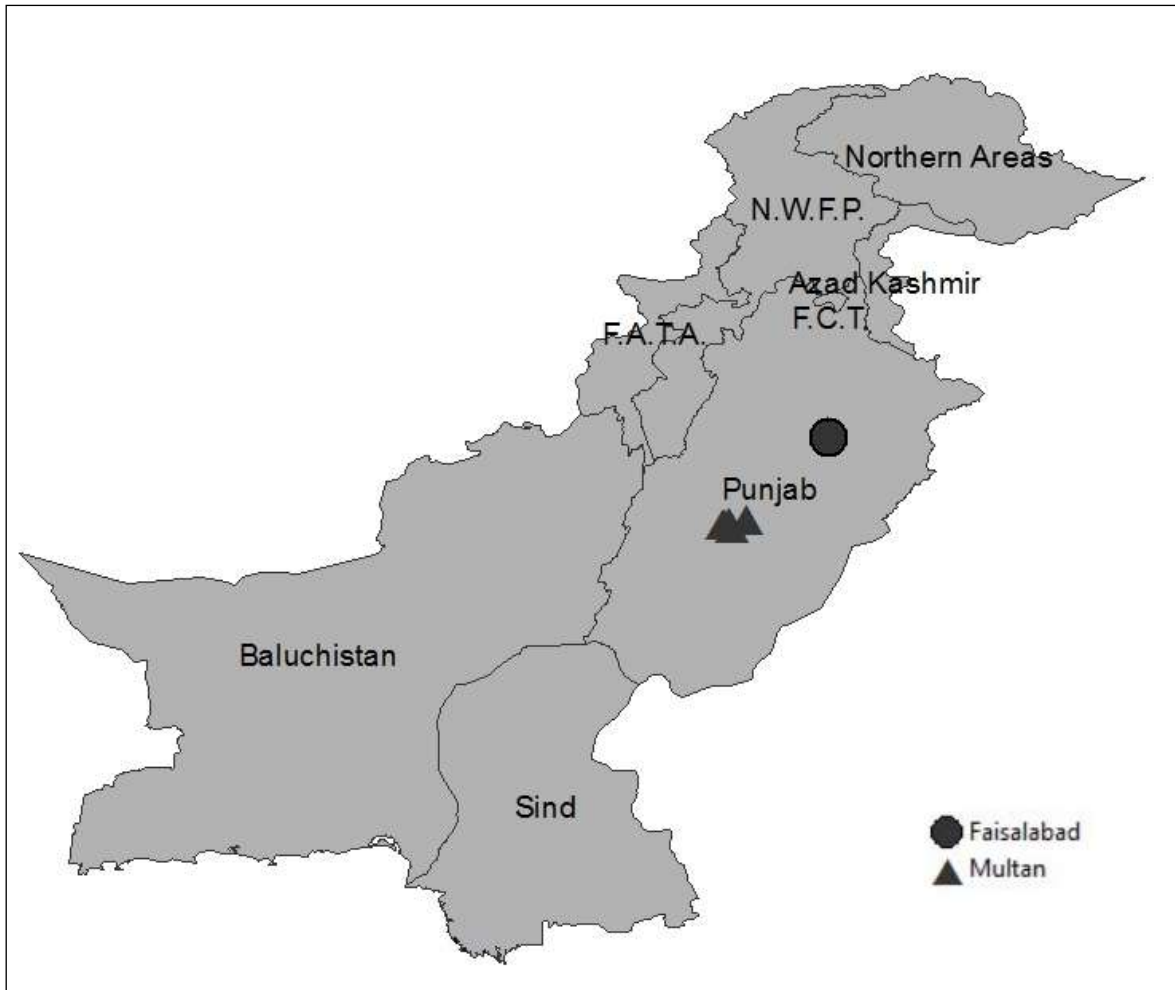 Northern Areas
N.W.F.P.
Azad Kashmir
F.C.T.
F.A.T.A.
Punjab
Baluchistan
Sind
Faisalabad
Multan